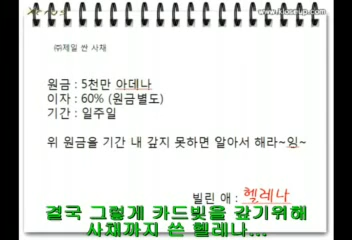 ㈜제일 싼 사채
원금 : 5천만 아데나
이자 : 60% (원금별도)
기간 : 일주일
위 원금을 기간 내 갚지 못하면 알아서 해라~잉~
빌린 애 : 헬레나
결국 그렇게 카드빚을 갚기위해
사채까지 쓴 헬레나...